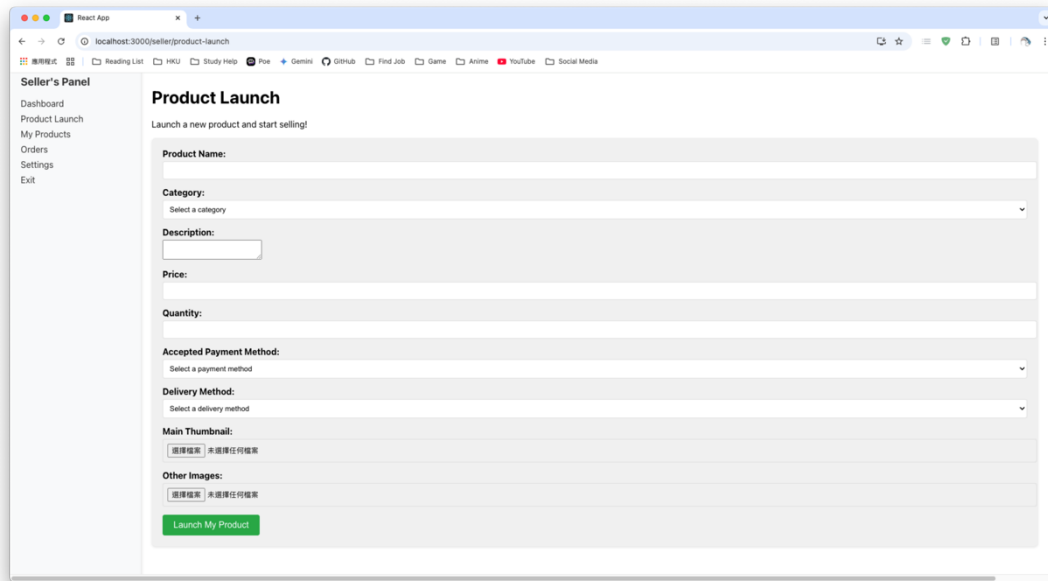 React App
localhost:3000/seller/product-launch
應用程式 Reading List HKU Study Help Poe Gemini GitHub Find Job Game Anime YouTube Social Media
Seller's Panel
Dashboard
Product Launch
My Products
Orders
Settings
Exit
Product Launch
Launch a new product and start selling!
Product Name:
Category:
Select a category
Description:
Price:
Quantity:
Accepted Payment Method:
Select a payment method
Delivery Method:
Select a delivery method
Main Thumbnail:
選擇檔案 未選擇任何檔案
Other Images:
選擇檔案 未選擇任何檔案
Launch My Product